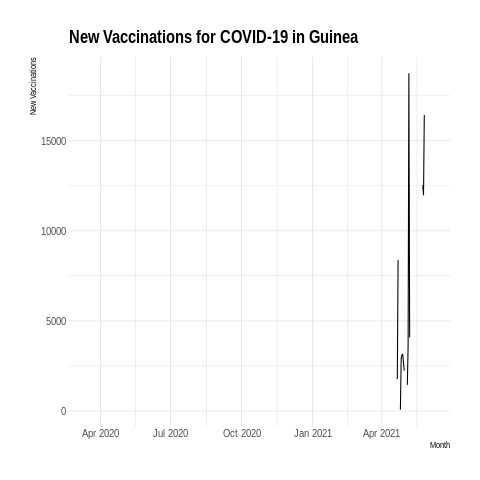 New Vaccinations for COVID-19 in Guinea
New Vaccinations
15000
10000
5000
0
Apr 2020 Jul 2020 Oct 2020 Jan 2021 Apr 2021
Month